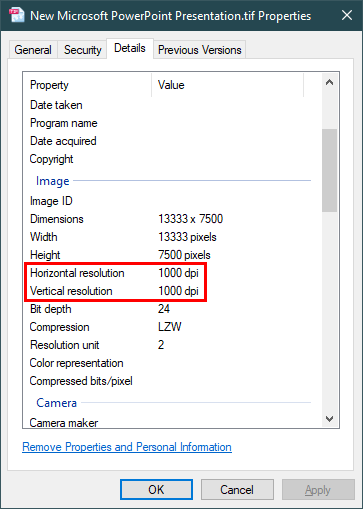 New Microsoft PowerPoint Presentation.tif Properties
General Security Details Previous Versions
Property Value
Date taken
Program name
Date acquired
Copyright
Image
Image ID
Dimensions 13333 x 7500
Width 13333 pixels
Height 7500 pixels
Horizontal resolution 1000 dpi
Vertical resolution 1000 dpi
Bit depth 24
Compression LZW
Resolution unit 2
Color representation
Compressed bits/pixel
Camera
Camera maker
Remove Properties and Personal Information
OK Cancel Apply